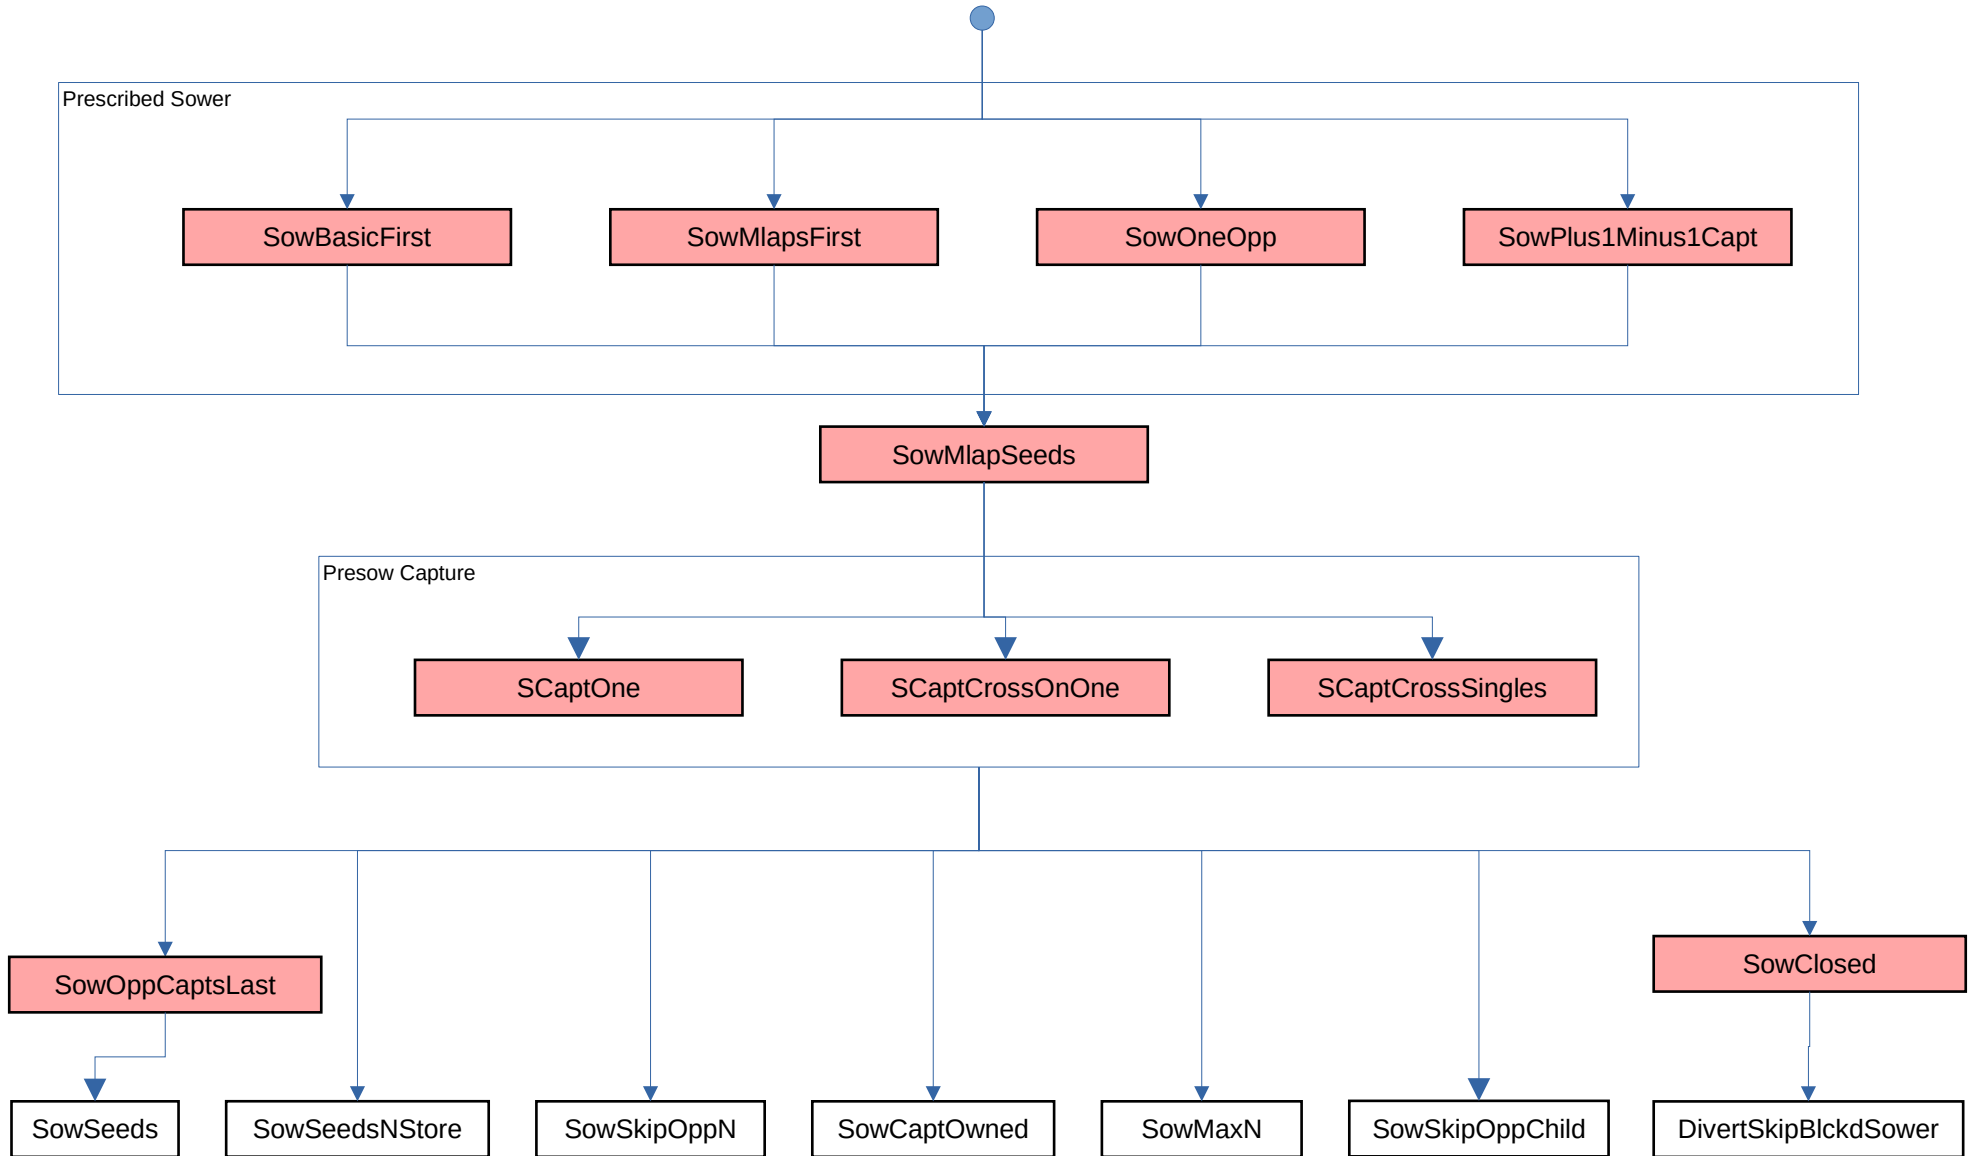 Prescribed Sower
SowBasicFirst
SowMlapsFirst
SowOneOpp
SowPlus1Minus1Capt
SowMlapSeeds
Presow Capture
SCaptOne
SCaptCrossOnOne
SCaptCrossSingles
SowOppCaptsLast
SowClosed
SowSeeds
SowSeedsNStore
SowSkipOppN
SowCaptOwned
SowMaxN
SowSkipOppChild
DivertSkipBlckdSower